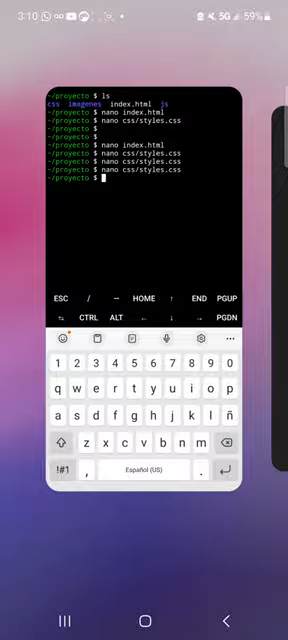 3:10 5G 59%
~/proyecto $ ls
css imagenes index.html js
~/proyecto $ nano index.html
~/proyecto $ nano css/styles.css
~/proyecto $
~/proyecto $
~/proyecto $ nano index.html
~/proyecto $ nano css/styles.css
~/proyecto $ nano css/styles.css
~/proyecto $ nano css/styles.css
~/proyecto $
ESC / — HOME ↑ END PGUP
↹ CTRL ALT ← ↓ → PGDN
1 2 3 4 5 6 7 8 9 0
q w e r t y u i o p
a s d f g h j k l ñ
z x c v b n m
!#1 , Español (US) .